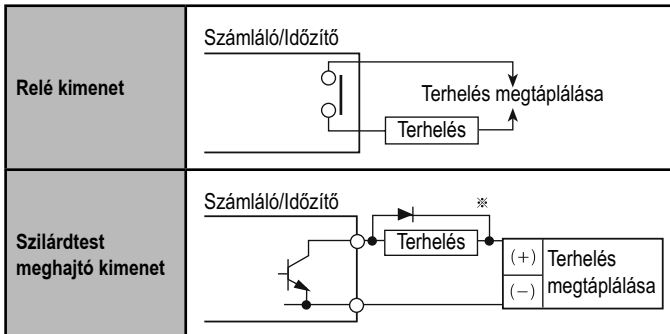 Relé kimenet
Számláló/Időzítő
Terhelés megtáplálása
Terhelés
Szilárdtest
meghajtó kimenet
Számláló/Időzítő
※
Terhelés
(+)
(−)
Terhelés
megtáplálása